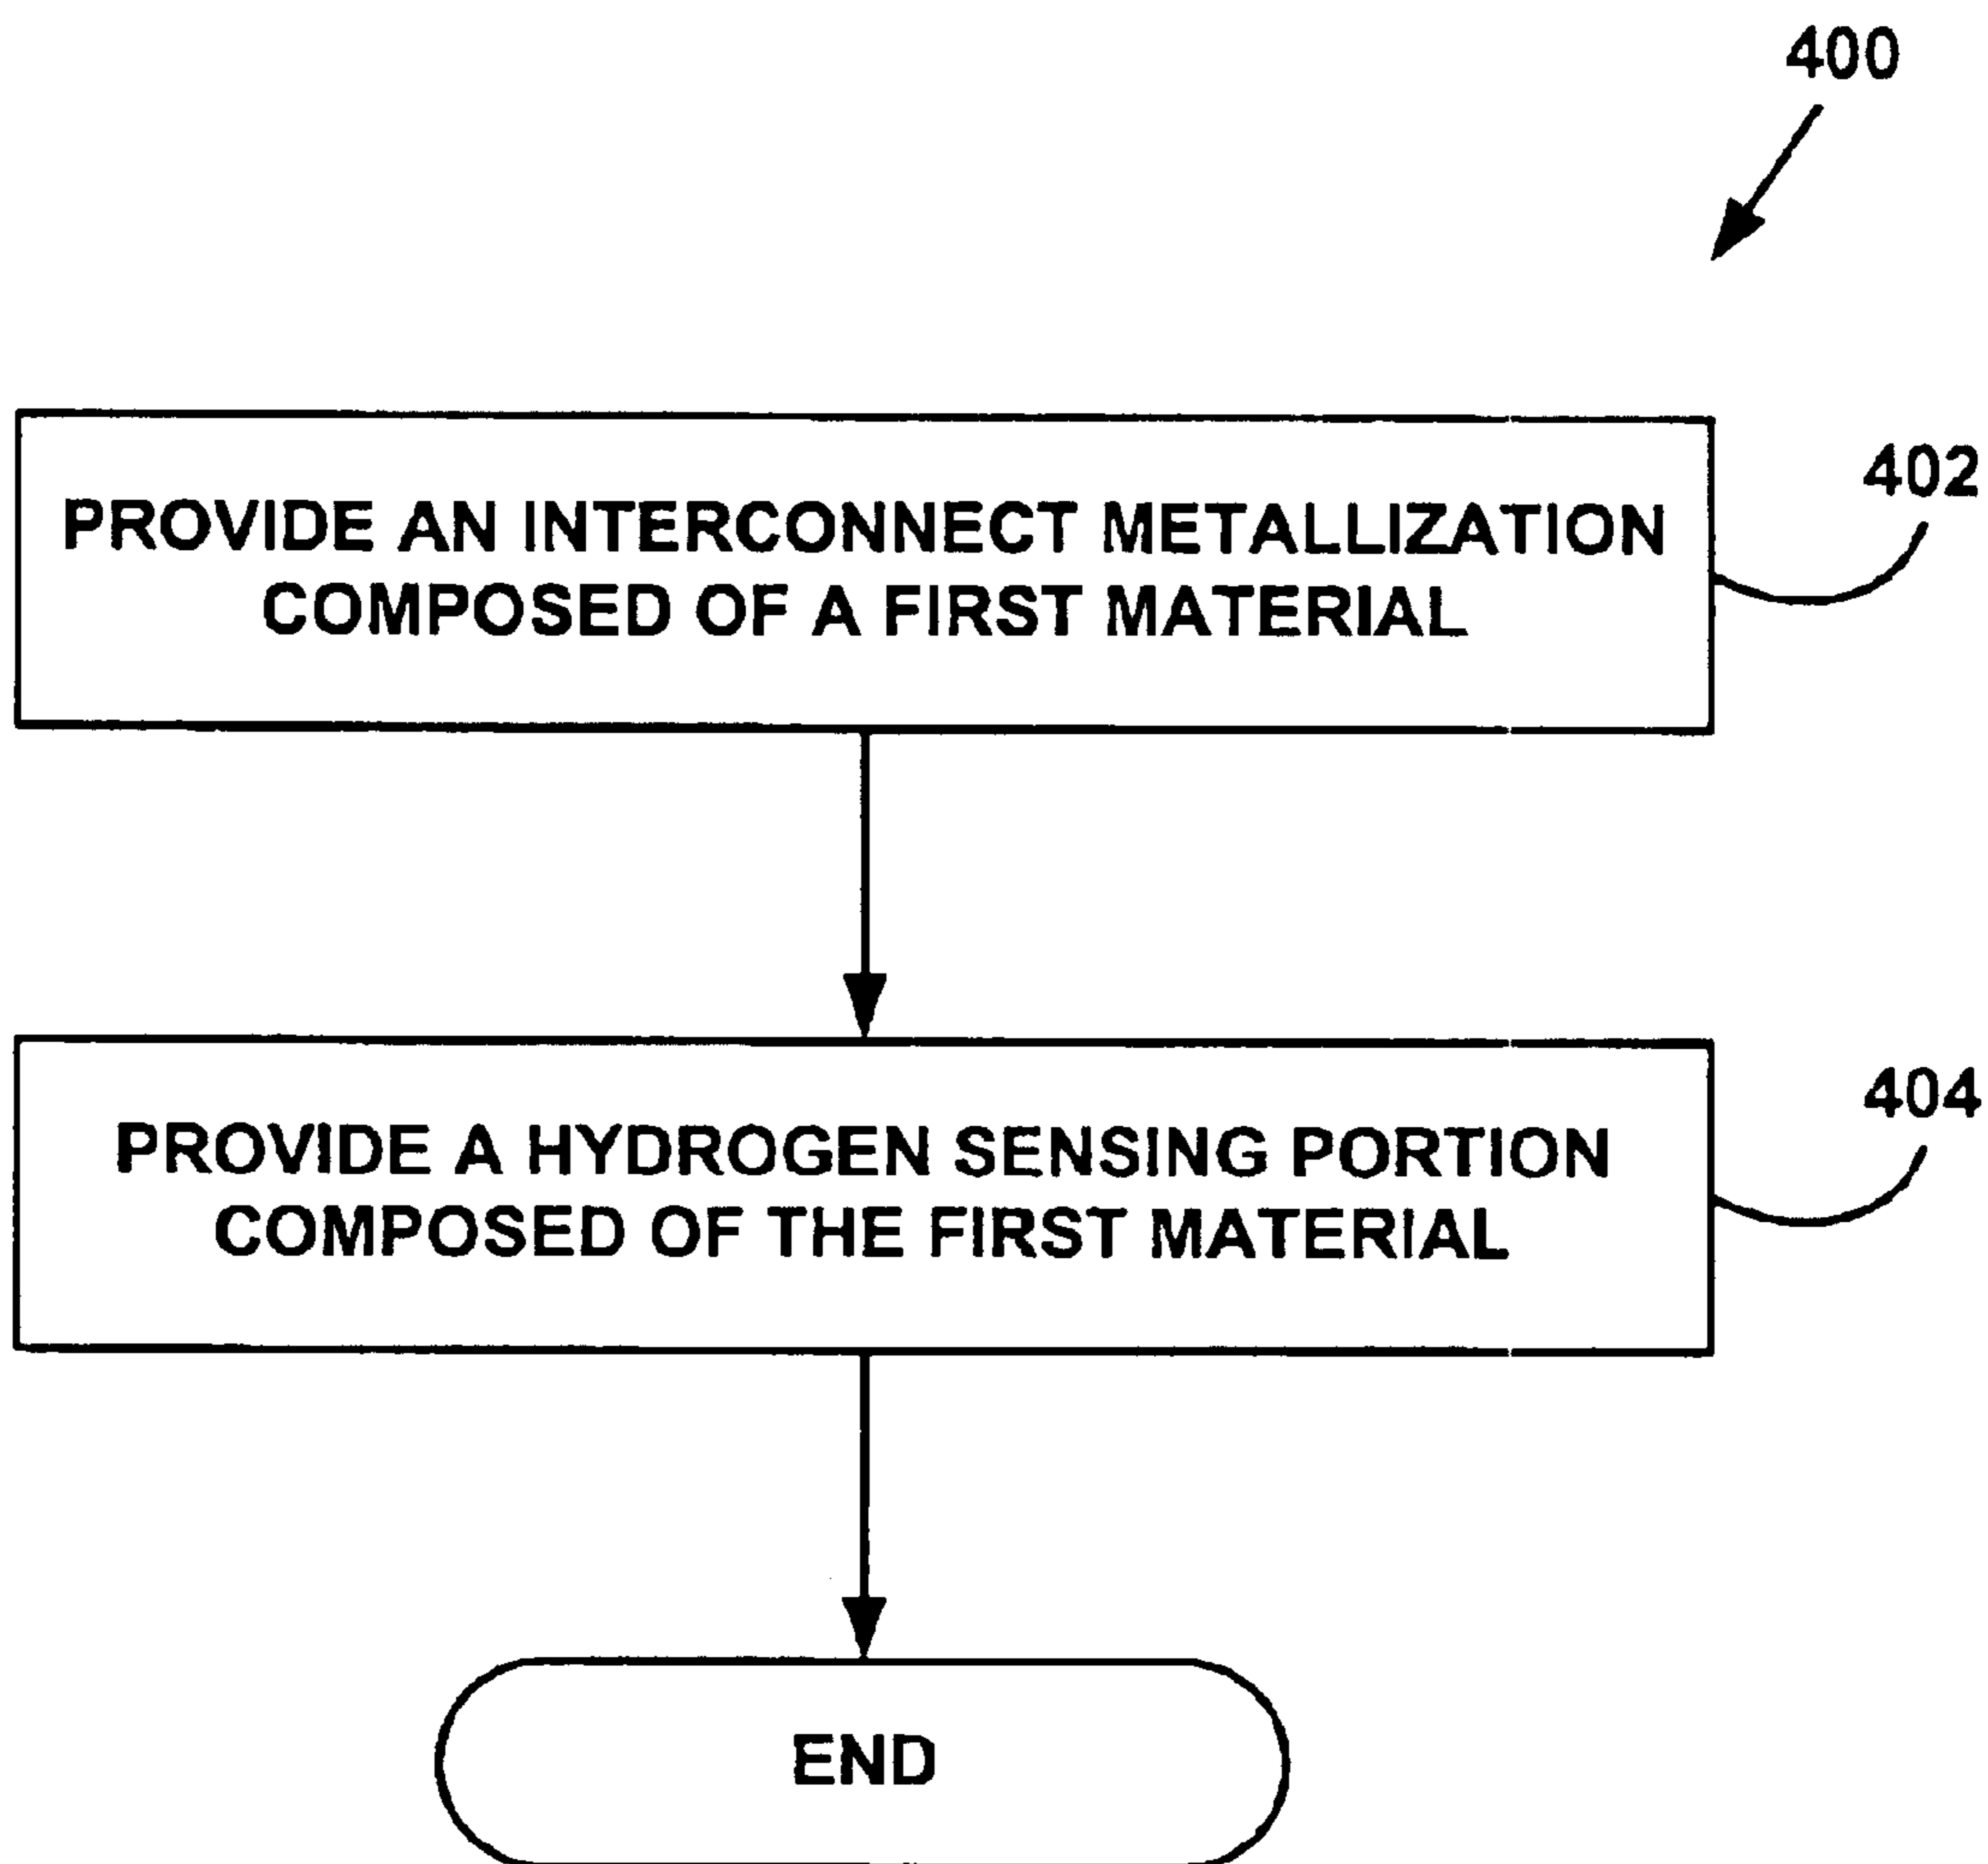 400
PROVIDE AN INTERCONNECT METALLIZATION
COMPOSED OF A FIRST MATERIAL
402
PROVIDE A HYDROGEN SENSING PORTION
COMPOSED OF THE FIRST MATERIAL
404
END